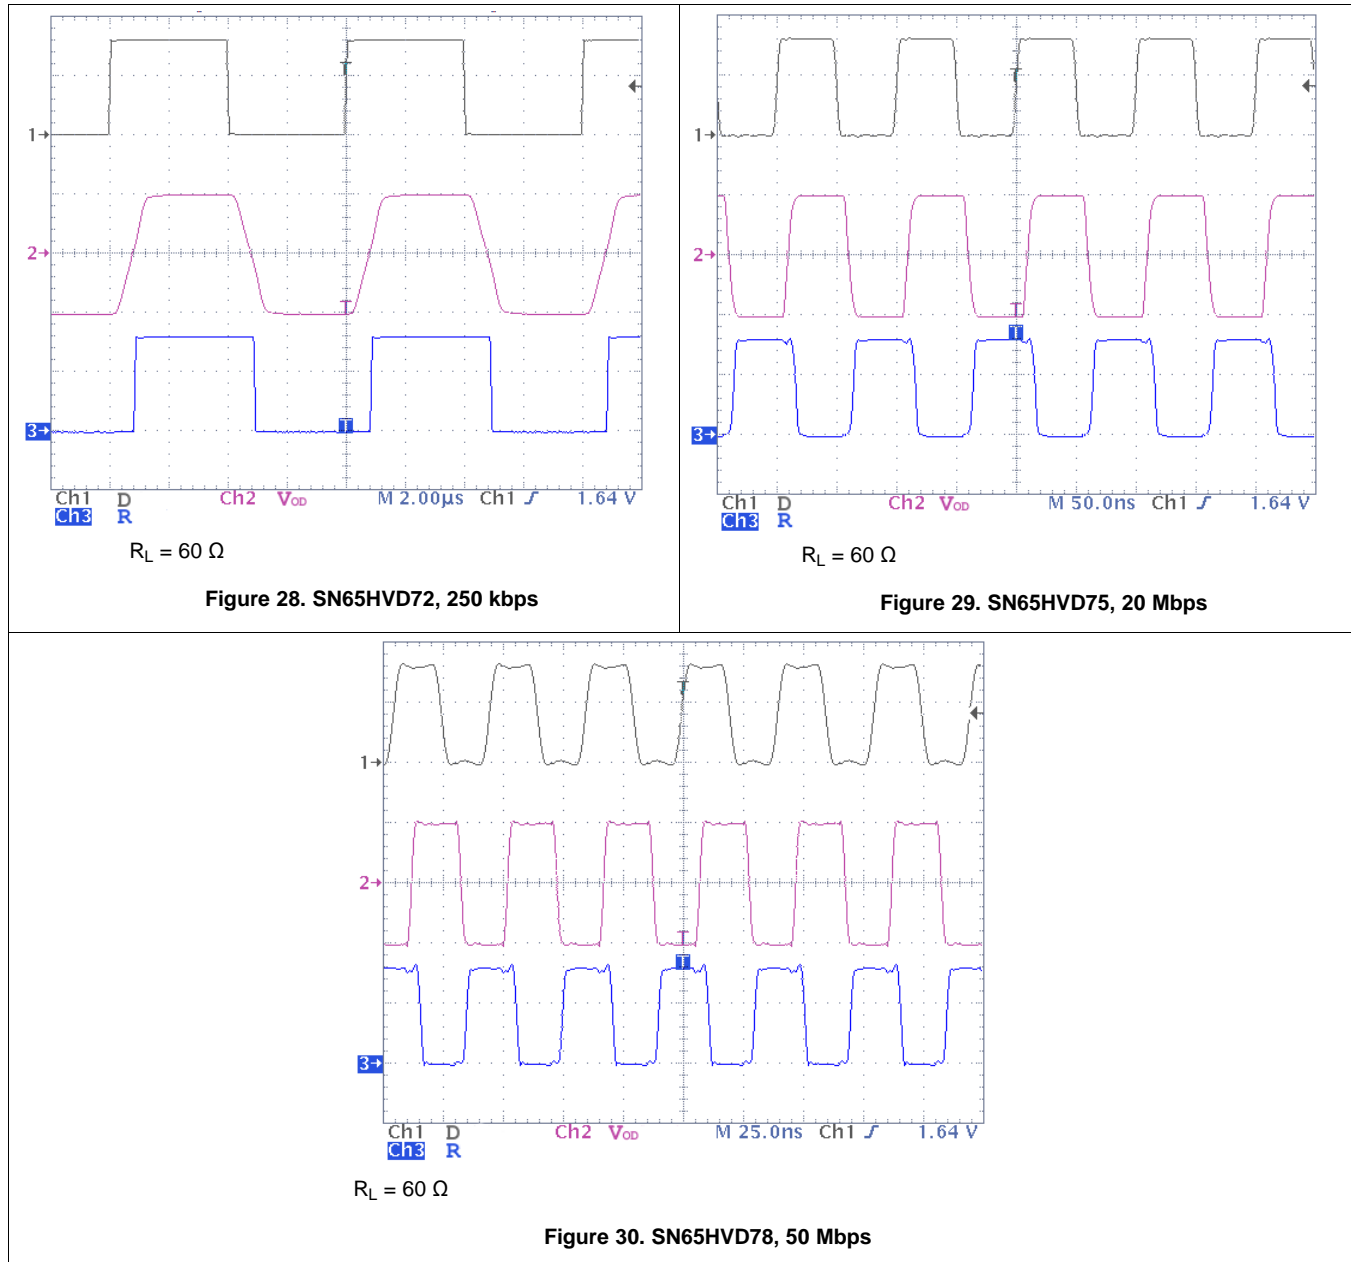 T
1→
2→
T
T
3→
Ch1 D Ch2 VOD M 2.00µs Ch1 1.64 V
Ch3 R
RL = 60 Ω
Figure 28. SN65HVD72, 250 kbps
T
1→
2→
T
T
3→
Ch1 D Ch2 VOD M 50.0ns Ch1 1.64 V
Ch3 R
RL = 60 Ω
Figure 29. SN65HVD75, 20 Mbps
T
1→
2→
T
T
3→
Ch1 D Ch2 VOD M 25.0ns Ch1 1.64 V
Ch3 R
RL = 60 Ω
Figure 30. SN65HVD78, 50 Mbps